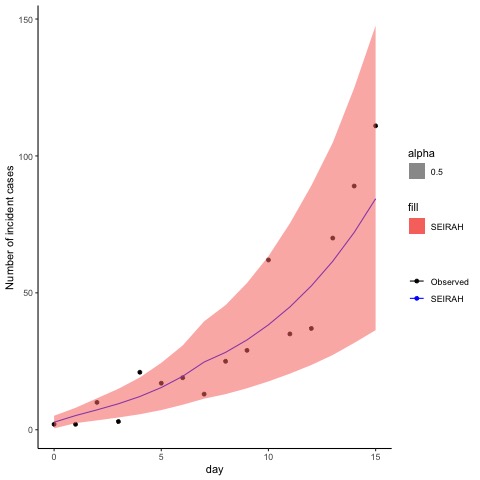 Number of incident cases
150
100
50
0
0
5
10
15
day
alpha
0.5
fill
SEIRAH
Observed
SEIRAH